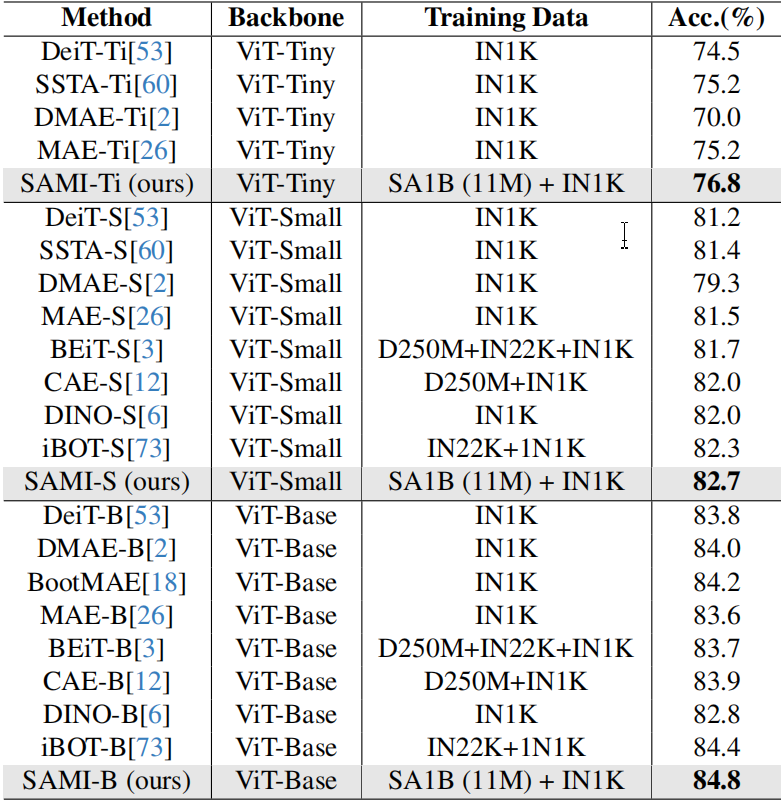 Method Backbone Training Data Acc.(%)
DeiT-Ti[53] ViT-Tiny IN1K 74.5
SSTA-Ti[60] ViT-Tiny IN1K 75.2
DMAE-Ti[2] ViT-Tiny IN1K 70.0
MAE-Ti[26] ViT-Tiny IN1K 75.2
SAMI-Ti (ours) ViT-Tiny SA1B (11M) + IN1K 76.8
DeiT-S[53] ViT-Small IN1K 81.2
SSTA-S[60] ViT-Small IN1K 81.4
DMAE-S[2] ViT-Small IN1K 79.3
MAE-S[26] ViT-Small IN1K 81.5
BEiT-S[3] ViT-Small D250M+IN22K+IN1K 81.7
CAE-S[12] ViT-Small D250M+IN1K 82.0
DINO-S[6] ViT-Small IN1K 82.0
iBOT-S[73] ViT-Small IN22K+1N1K 82.3
SAMI-S (ours) ViT-Small SA1B (11M) + IN1K 82.7
DeiT-B[53] ViT-Base IN1K 83.8
DMAE-B[2] ViT-Base IN1K 84.0
BootMAE[18] ViT-Base IN1K 84.2
MAE-B[26] ViT-Base IN1K 83.6
BEiT-B[3] ViT-Base D250M+IN22K+IN1K 83.7
CAE-B[12] ViT-Base D250M+IN1K 83.9
DINO-B[6] ViT-Base IN1K 82.8
iBOT-B[73] ViT-Base IN22K+1N1K 84.4
SAMI-B (ours) ViT-Base SA1B (11M) + IN1K 84.8